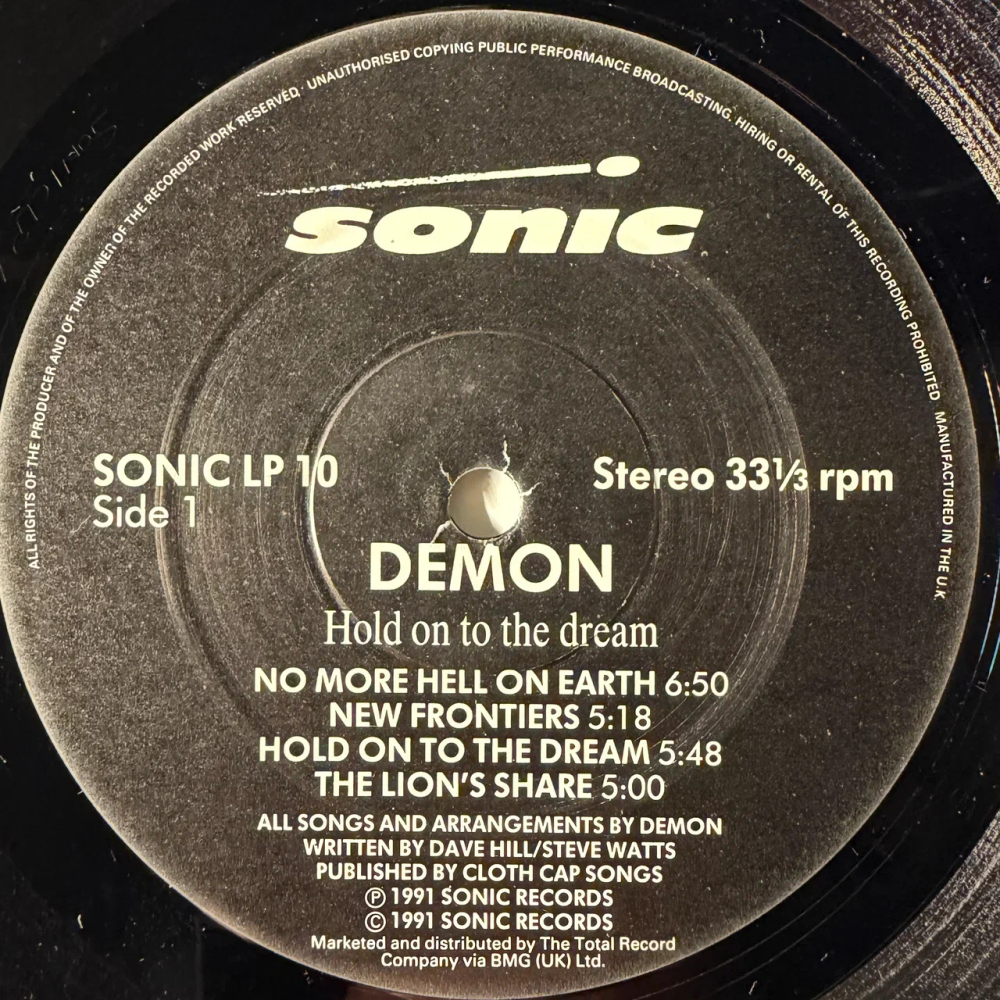 ALL RIGHTS OF THE PRODUCER AND OF THE OWNER OF THE RECORDED WORK RESERVED. UNAUTHORISED COPYING PUBLIC PERFORMANCE BROADCASTING, HIRING OR RENTAL OF THIS RECORDING PROHIBITED MANUFACTURED IN THE U.K
sonic
SONIC LP 10
Stereo 33⅓ rpm
Side 1
DEMON
Hold on to the dream
NO MORE HELL ON EARTH 6:50
NEW FRONTIERS 5:18
HOLD ON TO THE DREAM 5:48
THE LION'S SHARE 5:00
ALL SONGS AND ARRANGEMENTS BY DEMON
WRITTEN BY DAVE HILL/STEVE WATTS
PUBLISHED BY CLOTH CAP SONGS
℗ 1991 SONIC RECORDS
© 1991 SONIC RECORDS
Marketed and distributed by The Total Record
Company via BMG (UK) Ltd.